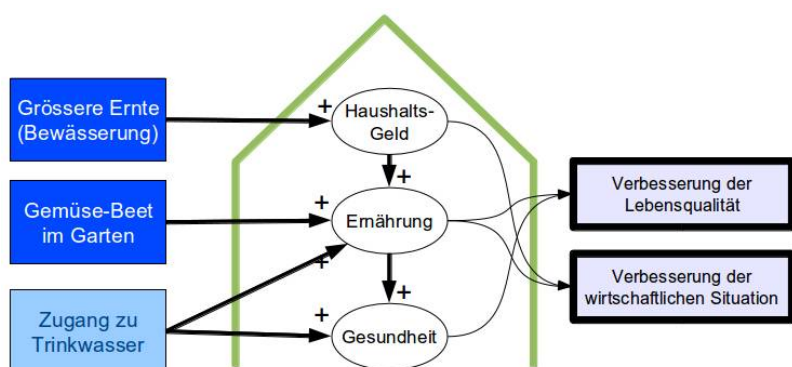 Grössere Ernte
(Bewässerung)
+
Haushalts-
Geld
+
Gemüse-Beet
im Garten
+
Ernährung
+
Verbesserung der
Lebensqualität
Zugang zu
Trinkwasser
+
+
Gesundheit
Verbesserung der
wirtschaftlichen Situation